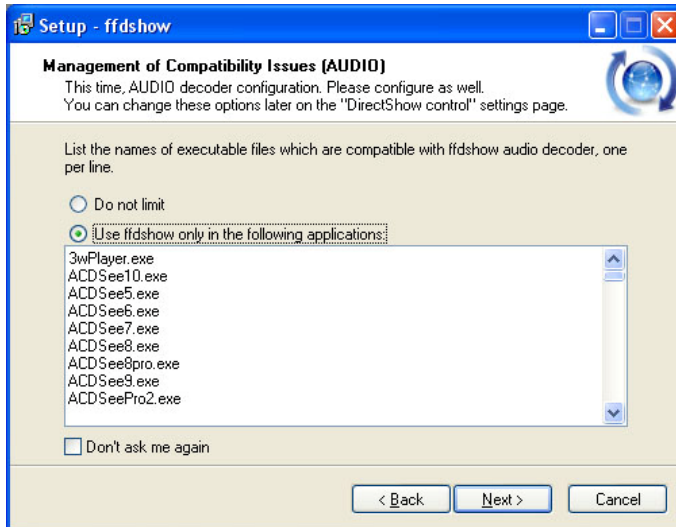 Setup - ffdshow
Management of Compatibility Issues (AUDIO)
This time, AUDIO decoder configuration. Please configure as well.
You can change these options later on the "DirectShow control" settings page.
List the names of executable files which are compatible with ffdshow audio decoder, one
per line.
Do not limit
Use ffdshow only in the following applications:
3wPlayer.exe
ACDSee10.exe
ACDSee5.exe
ACDSee6.exe
ACDSee7.exe
ACDSee8.exe
ACDSee8pro.exe
ACDSee9.exe
ACDSeePro2.exe
Don't ask me again
< Back
Next >
Cancel